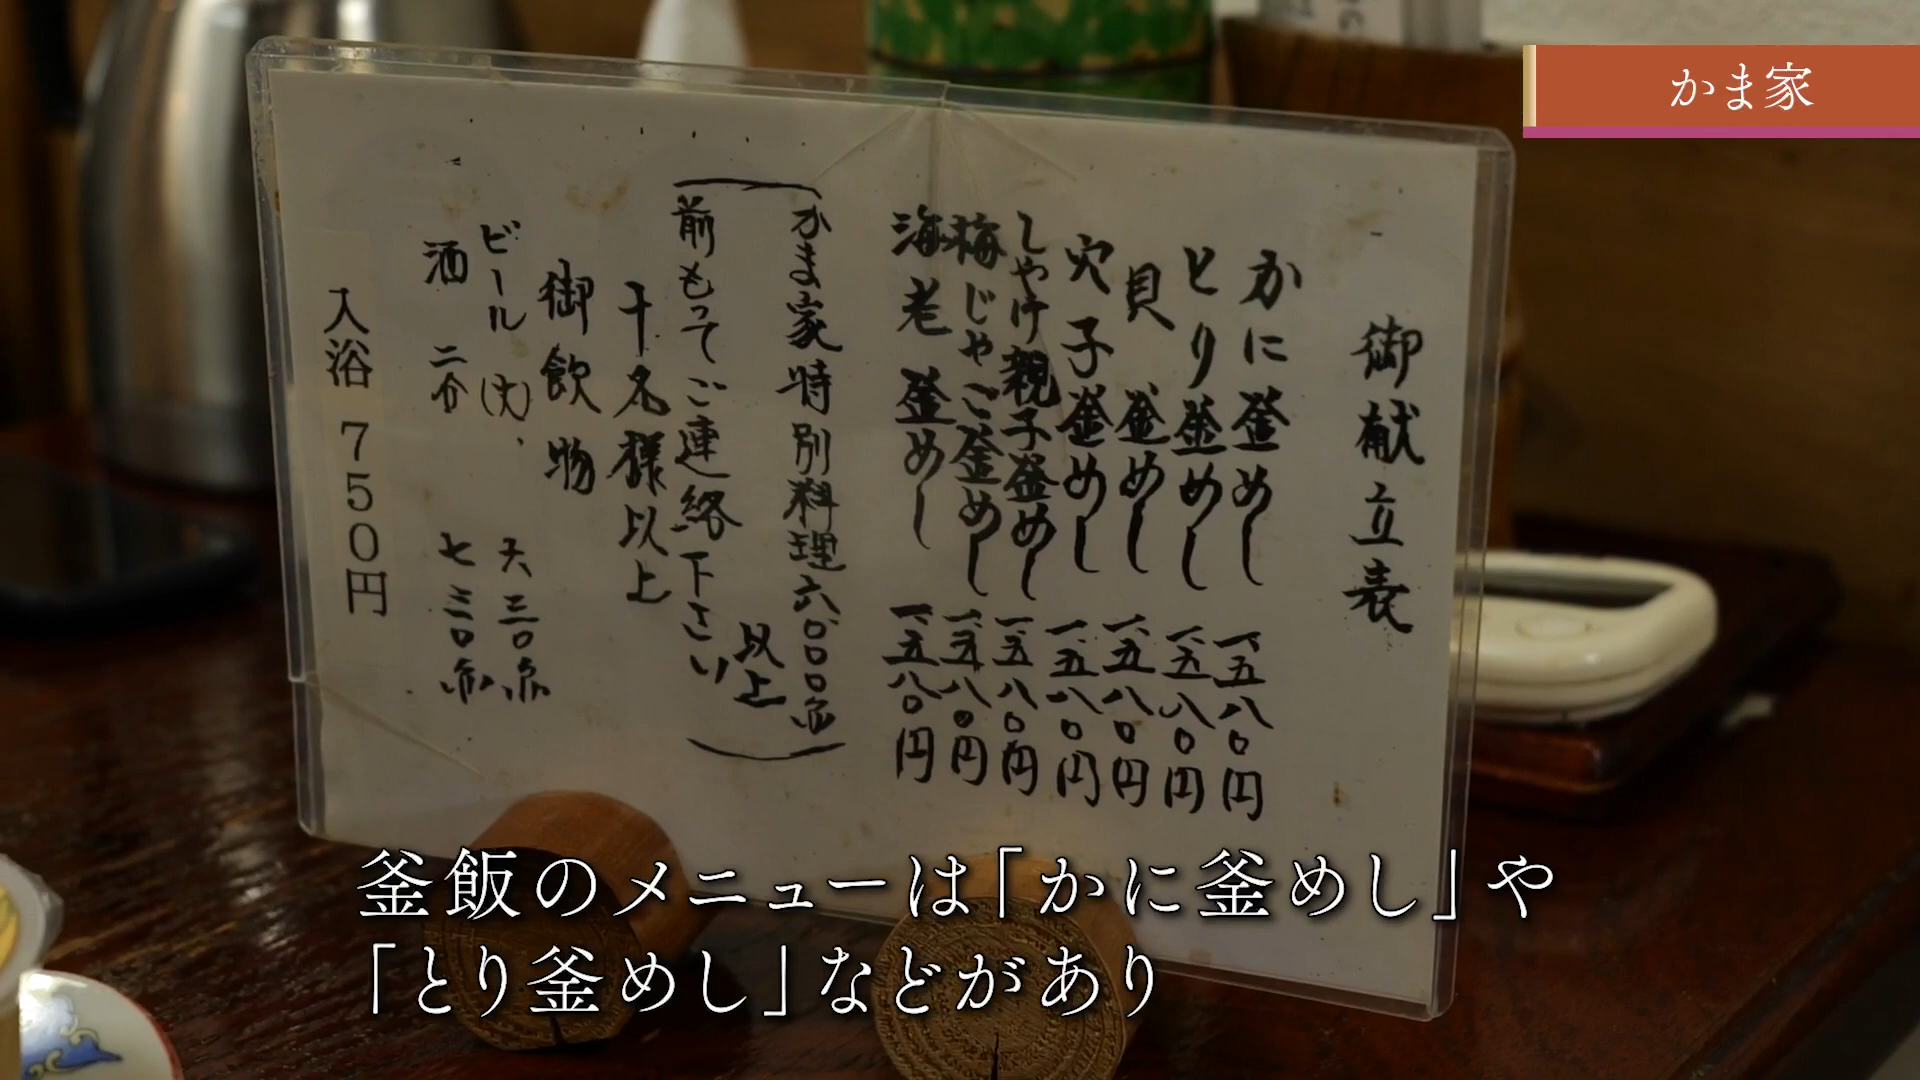 かま家
御献立表
かに釜めし 一、五八〇円
とり釜めし 一、五八〇円
貝釜めし 一、五八〇円
穴子釜めし 一、五八〇円
しゃけ親子釜めし 一、五八〇円
梅じゃご釜めし 一、五八〇円
海老釜めし 一、五八〇円
かま家特別料理六、〇〇〇円
以上
前もってご連絡下さい
十名様以上
御飲物
ビール(大)、 六三〇円
酒 二合 七三〇円
入浴 750円
釜飯のメニューは「かに釜めし」や
「とり釜めし」などがあり